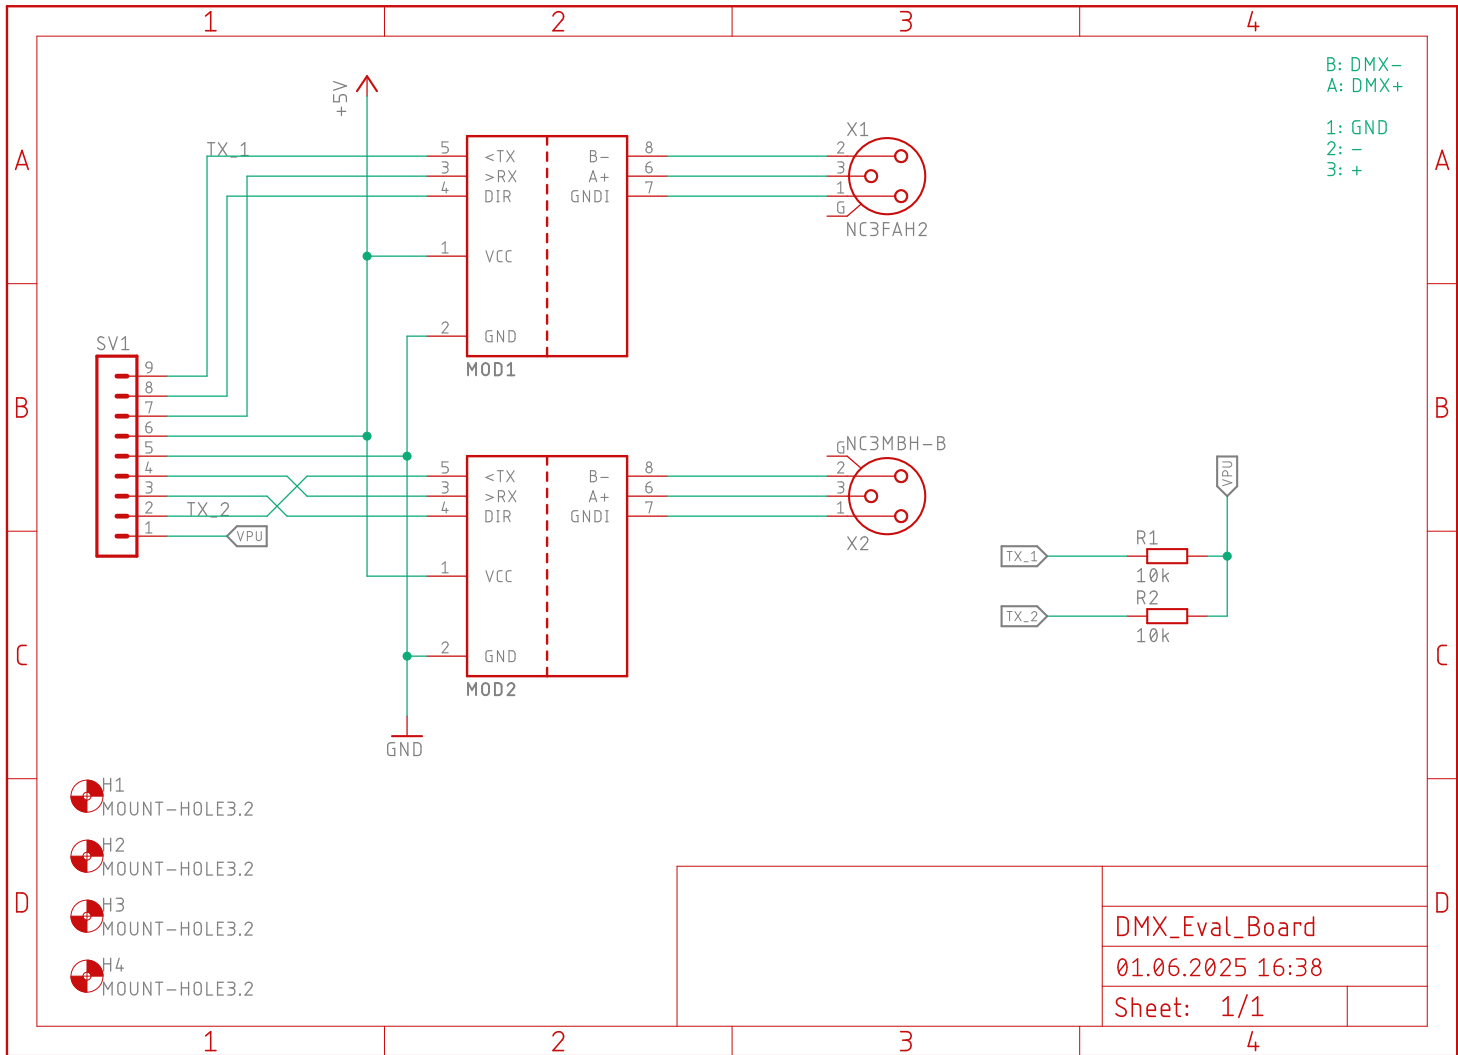 1 2 3 4
B: DMX-
A: DMX+
1: GND
2: -
3: +
+5V
A A
TX_1
5 <TX B- 8
3 >RX A+ 6
4 DIR GNDI 7
1 VCC
2 GND
MOD1
X1
2
3
1
G
NC3FAH2
SV1
9
8
7
6
5
4
3
TX_2
2
1 VPU
B B
5 <TX B- 8
3 >RX A+ 6
4 DIR GNDI 7
1 VCC
2 GND
MOD2
GND
G NC3MBH-B
2
3
1
X2
VPU
R1
TX_1
10k
R2
TX_2
10k
C C
H1
MOUNT-HOLE3.2
H2
MOUNT-HOLE3.2
H3
MOUNT-HOLE3.2
H4
MOUNT-HOLE3.2
D D
DMX_Eval_Board
01.06.2025 16:38
Sheet: 1/1
1 2 3 4